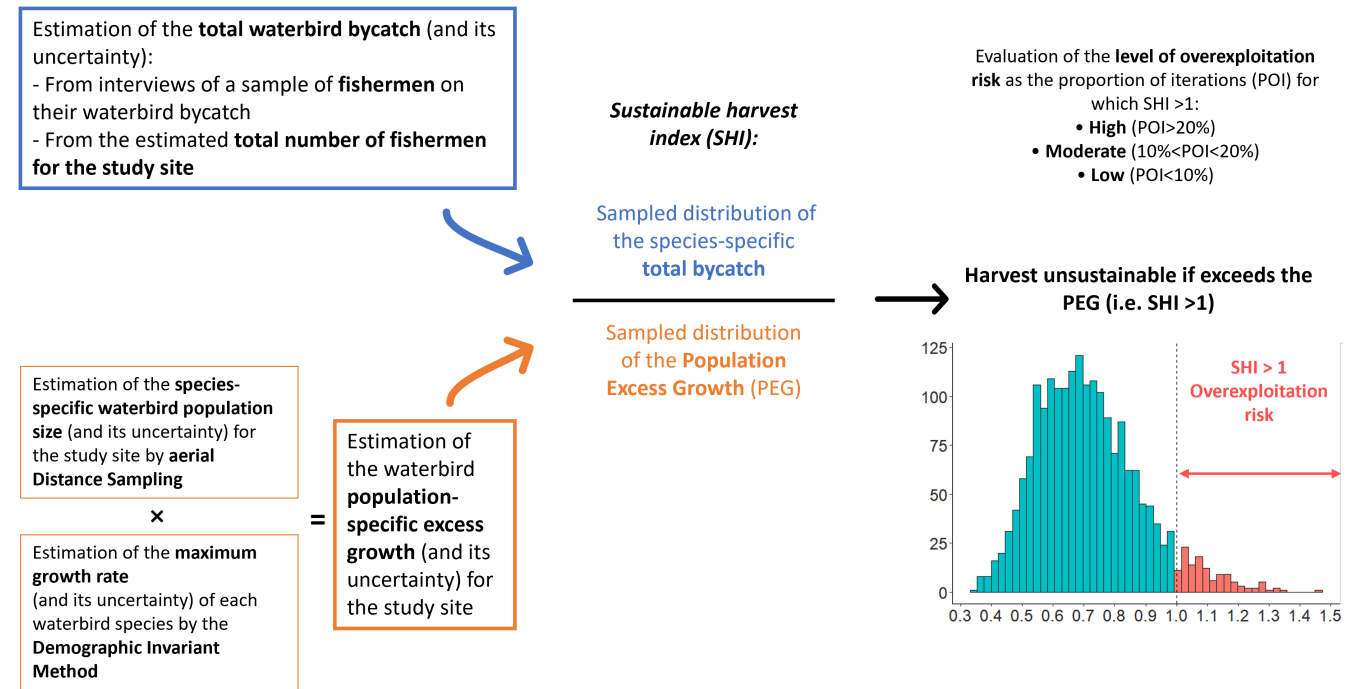 Estimation of the total waterbird bycatch (and its
uncertainty):
- From interviews of a sample of fishermen on
their waterbird bycatch
- From the estimated total number of fishermen
for the study site
Estimation of the species-
specific waterbird population
size (and its uncertainty) for
the study site by aerial
Distance Sampling
×
Estimation of the maximum
growth rate
(and its uncertainty) of each
waterbird species by the
Demographic Invariant
Method
=
Estimation of
the waterbird
population-
specific excess
growth (and its
uncertainty) for
the study site
Sustainable harvest
index (SHI):
Sampled distribution of
the species-specific
total bycatch
Sampled distribution
of the Population
Excess Growth (PEG)
Evaluation of the level of overexploitation
risk as the proportion of iterations (POI) for
which SHI >1:
• High (POI>20%)
• Moderate (10%<POI<20%)
• Low (POI<10%)
Harvest unsustainable if exceeds the
PEG (i.e. SHI >1)
SHI > 1
Overexploitation
risk
125
100
75
50
25
0
0.3 0.4 0.5 0.6 0.7 0.8 0.9 1.0 1.1 1.2 1.3 1.4 1.5